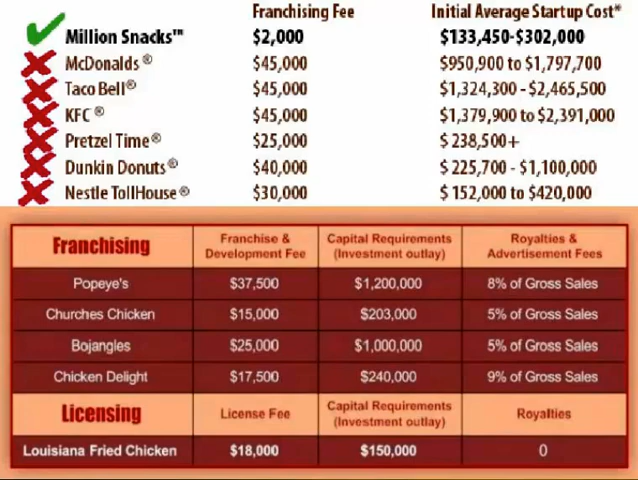 Franchising Fee Initial Average Startup Cost*
Million Snacks™ $2,000 $133,450-$302,000
McDonalds ® $45,000 $950,900 to $1,797,700
Taco Bell® $45,000 $1,324,300 - $2,465,500
KFC ® $45,000 $1,379,900 to $2,391,000
Pretzel Time® $25,000 $ 238,500+
Dunkin Donuts® $40,000 $ 225,700 - $1,100,000
Nestle TollHouse® $30,000 $ 152,000 to $420,000
Franchising Franchise & Development Fee Capital Requirements (Investment outlay) Royalties & Advertisement Fees
Popeye's $37,500 $1,200,000 8% of Gross Sales
Churches Chicken $15,000 $203,000 5% of Gross Sales
Bojangles $25,000 $1,000,000 5% of Gross Sales
Chicken Delight $17,500 $240,000 9% of Gross Sales
Licensing License Fee Capital Requirements (Investment outlay) Royalties
Louisiana Fried Chicken $18,000 $150,000 0